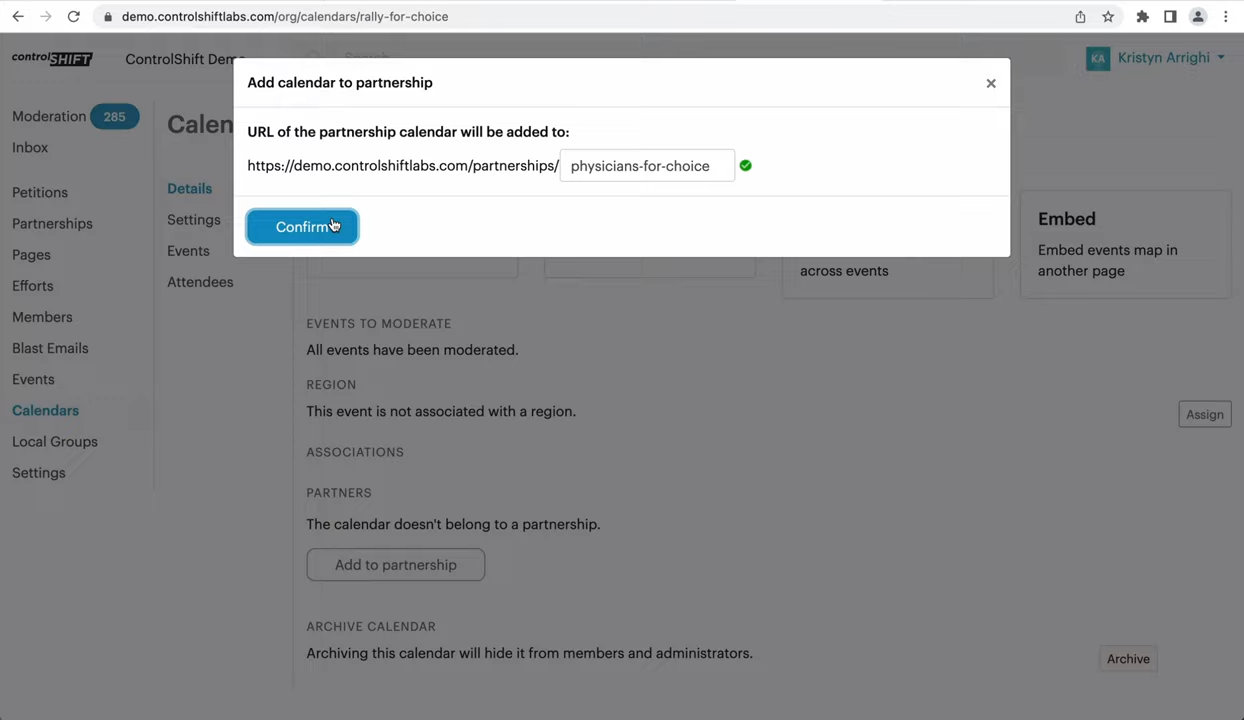 demo.controlshiftlabs.com/org/calendars/rally-for-choice
controlSHIFT
ControlShift Demo
Search
KA
Kristyn Arrighi
Add calendar to partnership
×
URL of the partnership calendar will be added to:
https://demo.controlshiftlabs.com/partnerships/ physicians-for-choice
Confirm
Moderation 285
Inbox
Petitions
Partnerships
Pages
Efforts
Members
Blast Emails
Events
Calendars
Local Groups
Settings
Calen
Details
Settings
Events
Attendees
across events
Embed
Embed events map in
another page
EVENTS TO MODERATE
All events have been moderated.
REGION
This event is not associated with a region.
Assign
ASSOCIATIONS
PARTNERS
The calendar doesn't belong to a partnership.
Add to partnership
ARCHIVE CALENDAR
Archiving this calendar will hide it from members and administrators.
Archive